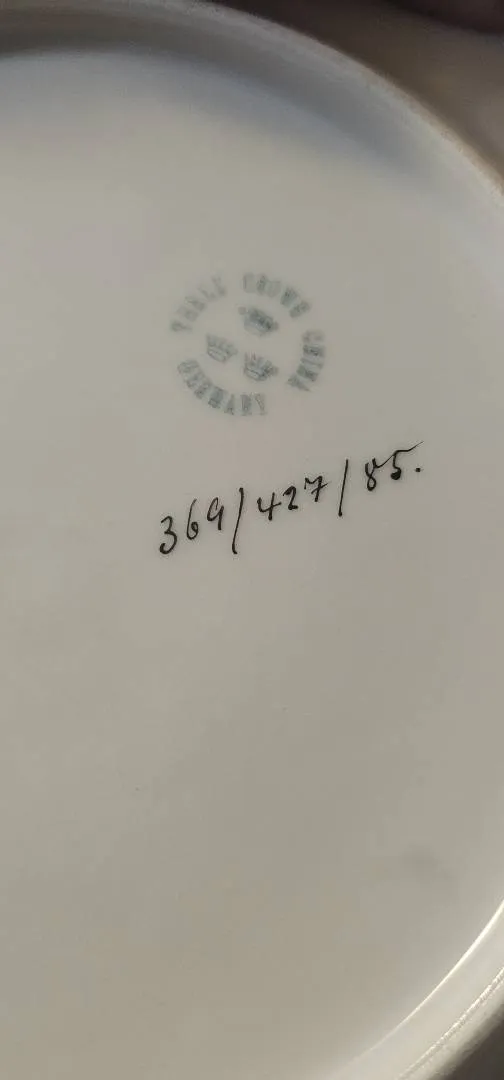 THREE CROWN CHINA
GERMANY
369/427/85.